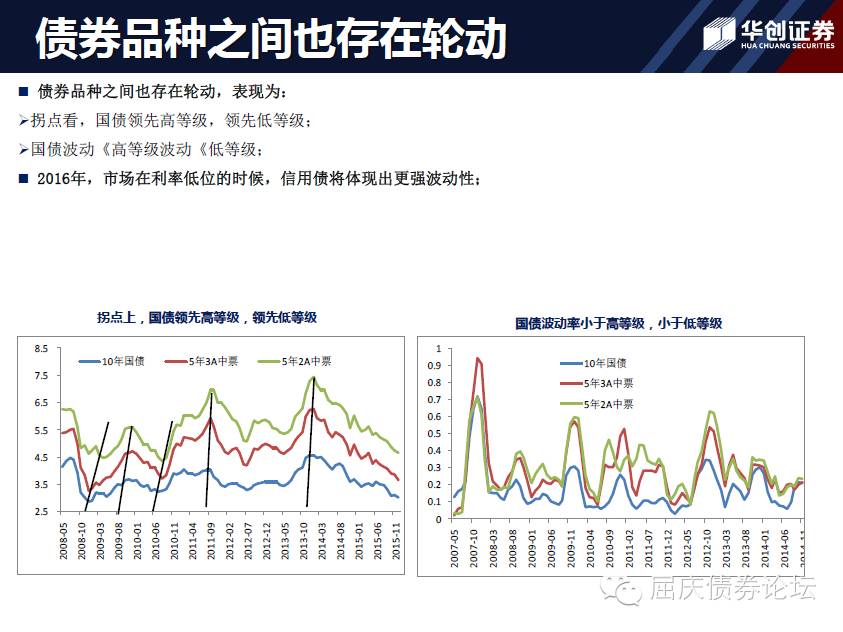 债券品种之间也存在轮动
华创证券
HUA CHUANG SECURITIES
■ 债券品种之间也存在轮动，表现为：
➢拐点看，国债领先高等级，领先低等级；
➢国债波动《高等级波动《低等级；
■ 2016年，市场在利率低位的时候，信用债将体现出更强波动性；
拐点上，国债领先高等级，领先低等级
8.5
7.5
6.5
5.5
4.5
3.5
2.5
10年国债 5年3A中票 5年2A中票
2008-05 2008-10 2009-03 2009-08 2010-01 2010-06 2010-11 2011-04 2011-09 2012-02 2012-07 2012-12 2013-05 2013-10 2014-03 2014-08 2015-01 2015-06 2015-11
国债波动率小于高等级，小于低等级
1
0.9
0.8
0.7
0.6
0.5
0.4
0.3
0.2
0.1
0
10年国债
5年3A中票
5年2A中票
2007-05 2007-10 2008-03 2008-08 2009-01 2009-06 2009-11 2010-04 2010-09 2011-02 2011-07 2011-12 2012-05 2012-10 2013-03 2013-08 2014-01 2014-06 2014-11
屈庆债券论坛